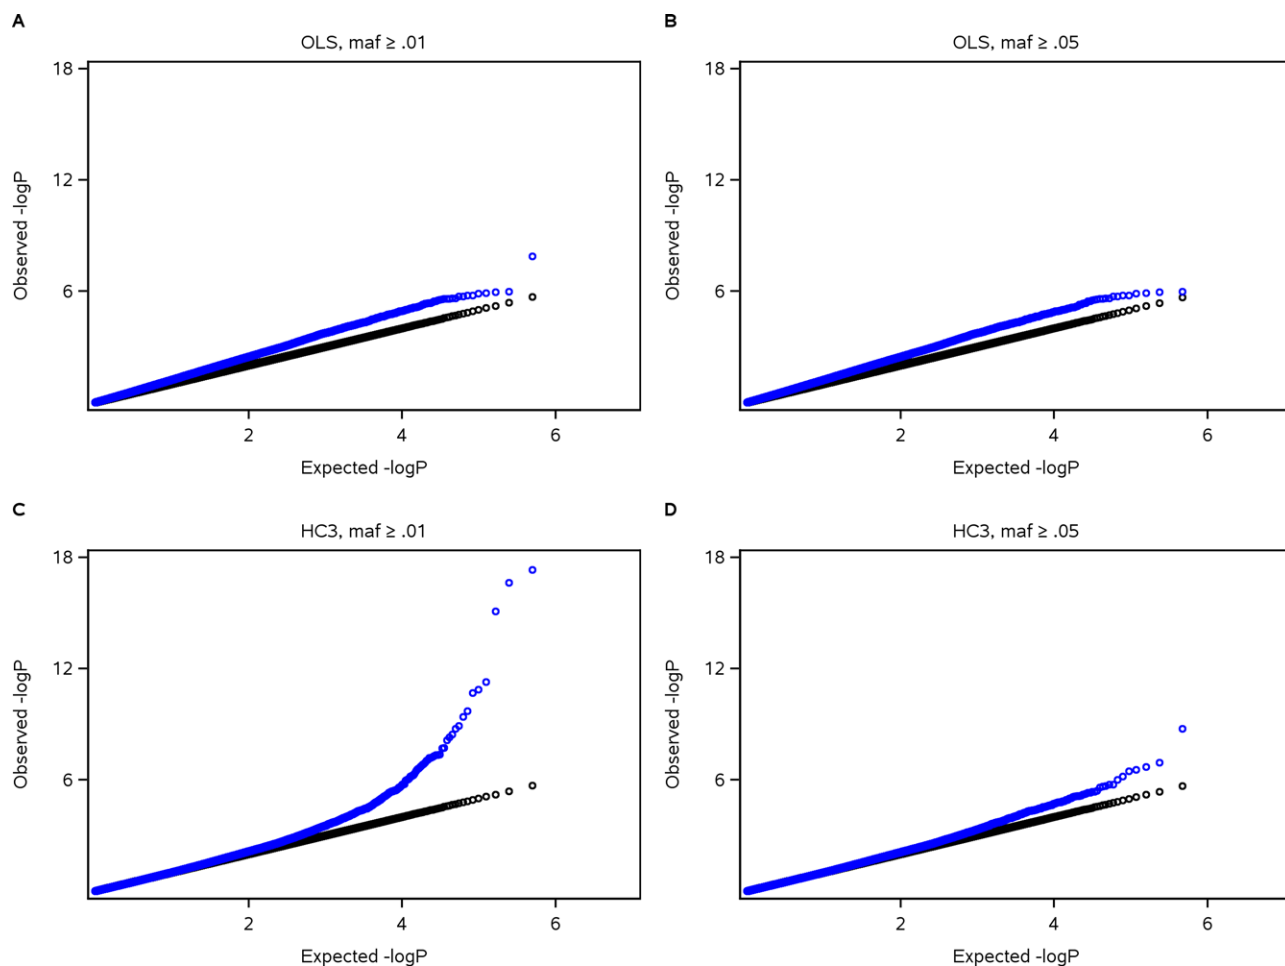 A
OLS, maf ≥ .01
18
12
6
Observed -logP
2 4 6
Expected -logP
B
OLS, maf ≥ .05
18
12
6
Observed -logP
2 4 6
Expected -logP
C
HC3, maf ≥ .01
18
12
6
Observed -logP
2 4 6
Expected -logP
D
HC3, maf ≥ .05
18
12
6
Observed -logP
2 4 6
Expected -logP